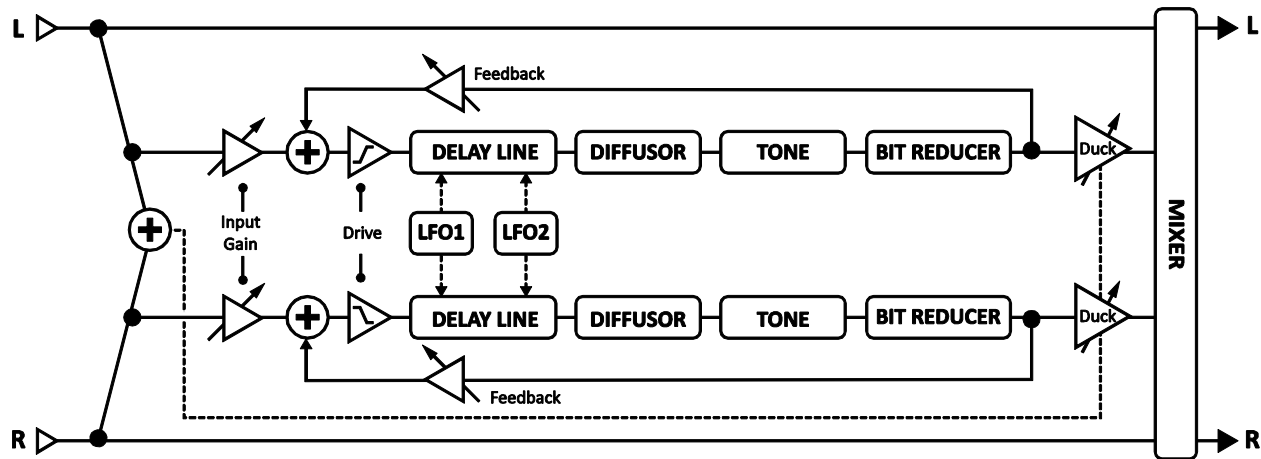 L
L
Feedback
DELAY LINE
DIFFUSOR
TONE
BIT REDUCER
Duck
Input
Gain
Drive
LFO1
LFO2
MIXER
DELAY LINE
DIFFUSOR
TONE
BIT REDUCER
Duck
Feedback
R
R